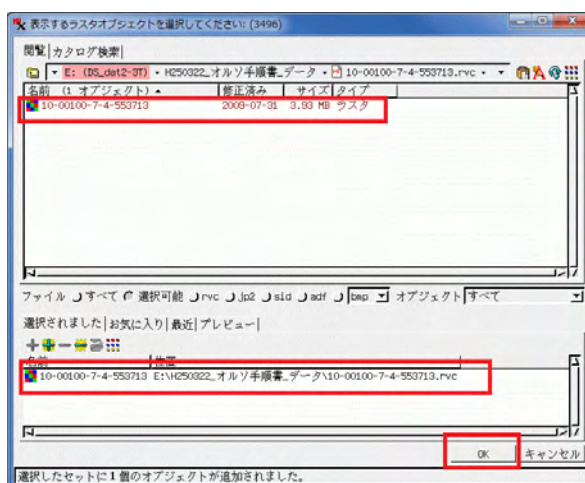 表示するラスタオブジェクトを選択してください: (3496)
閲覧 カタログ検索
E: (DS_dat2-3T) ▸ H250322_オルソ手順書_データ ▸ 10-00100-7-4-553713.rvc
名前 (1 オブジェクト) 修正済み サイズ タイプ
10-00100-7-4-553713 2009-07-31 3.93 MB ラスタ
ファイル すべて 選択可能 rvc jp2 sid adf bmp オブジェクト すべて
選択されました お気に入り 最近 プレビュー
名前 位置
10-00100-7-4-553713 E:\H250322_オルソ手順書_データ\10-00100-7-4-553713.rvc
OK キャンセル
選択したセットに1個のオブジェクトが追加されました。